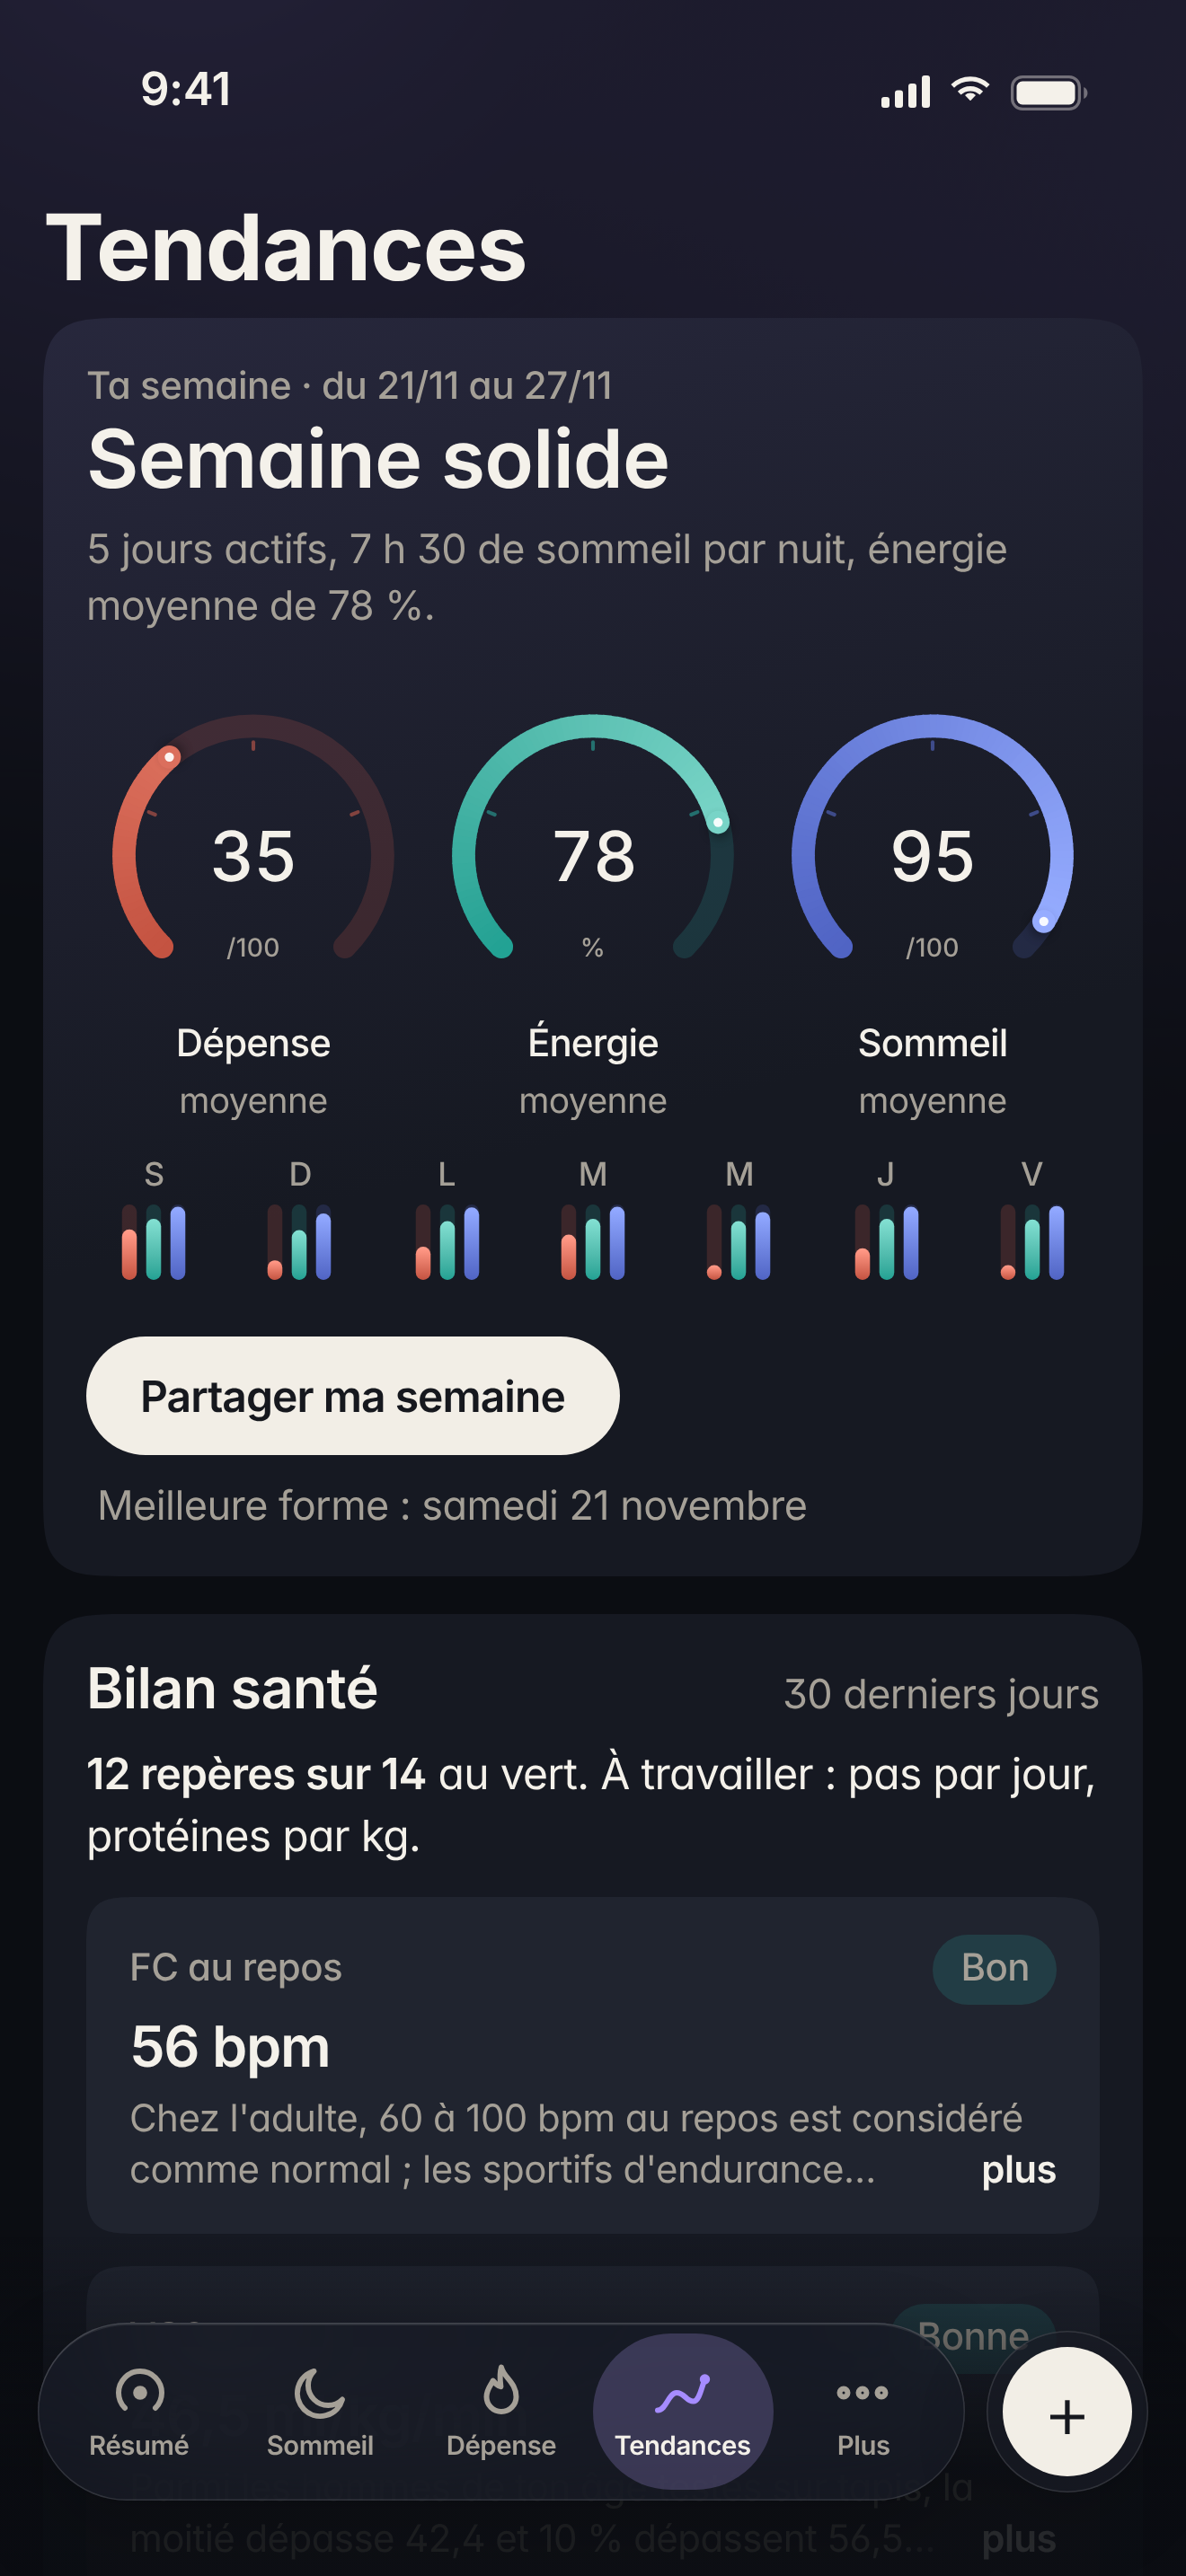 9:41
Tendances
Ta semaine · du 21/11 au 27/11
Semaine solide
5 jours actifs, 7 h 30 de sommeil par nuit, énergie
moyenne de 78 %.
35
78
95
/100
%
/100
Dépense
Énergie
Sommeil
moyenne
moyenne
moyenne
S
D
L
M
M
J
V
Partager ma semaine
Meilleure forme : samedi 21 novembre
Bilan santé
30 derniers jours
12 repères sur 14 au vert. À travailler : pas par jour,
protéines par kg.
FC au repos
Bon
56 bpm
Chez l'adulte, 60 à 100 bpm au repos est considéré
comme normal ; les sportifs d'endurance...
plus
Bonne
Résumé
Sommeil
Dépense
Tendances
Plus
+
la
moitié dépasse 42,4 et 10 % dépassent 56,5...
plus